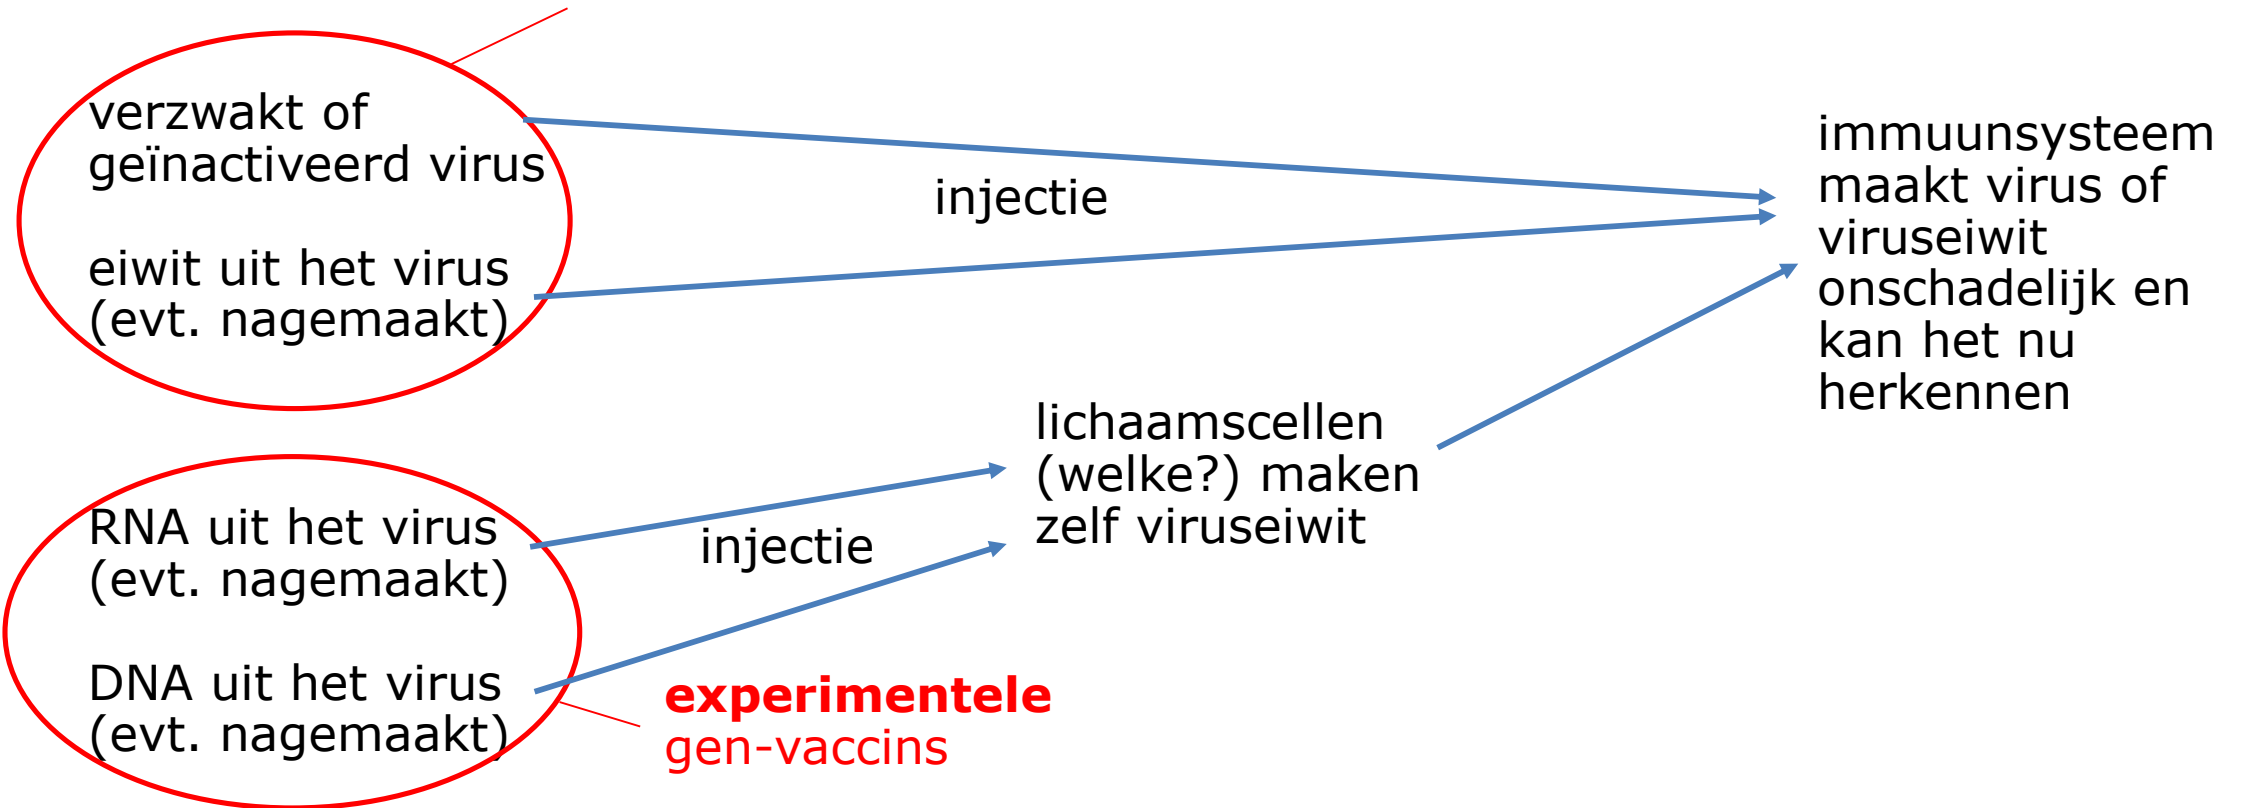 verzwakt of
geïnactiveerd virus
eiwit uit het virus
(evt. nagemaakt)
injectie
immuunsysteem
maakt virus of
viruseiwit
onschadelijk en
kan het nu
herkennen
RNA uit het virus
(evt. nagemaakt)
DNA uit het virus
(evt. nagemaakt)
injectie
lichaamscellen
(welke?) maken
zelf viruseiwit
experimentele
gen-vaccins